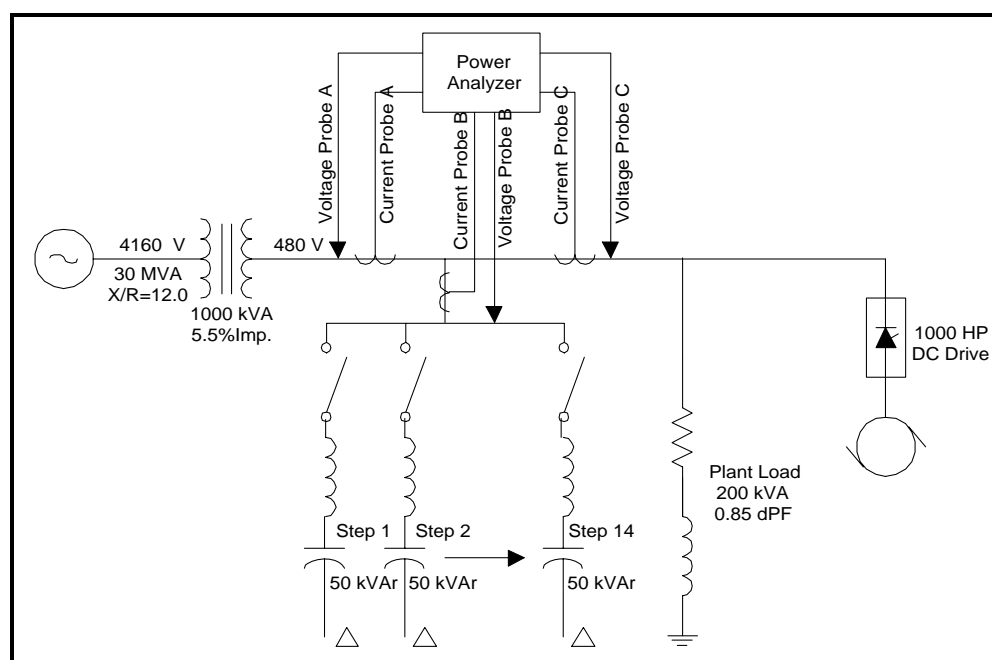 Power
Analyzer
Voltage Probe A
Current Probe A
Current Probe B
Voltage Probe B
Current Probe C
Voltage Probe C
4160 V
480 V
30 MVA
X/R=12.0
1000 kVA
5.5%Imp.
1000 HP
DC Drive
Plant Load
200 kVA
0.85 dPF
Step 1
Step 2
Step 14
50 kVAr
50 kVAr
50 kVAr